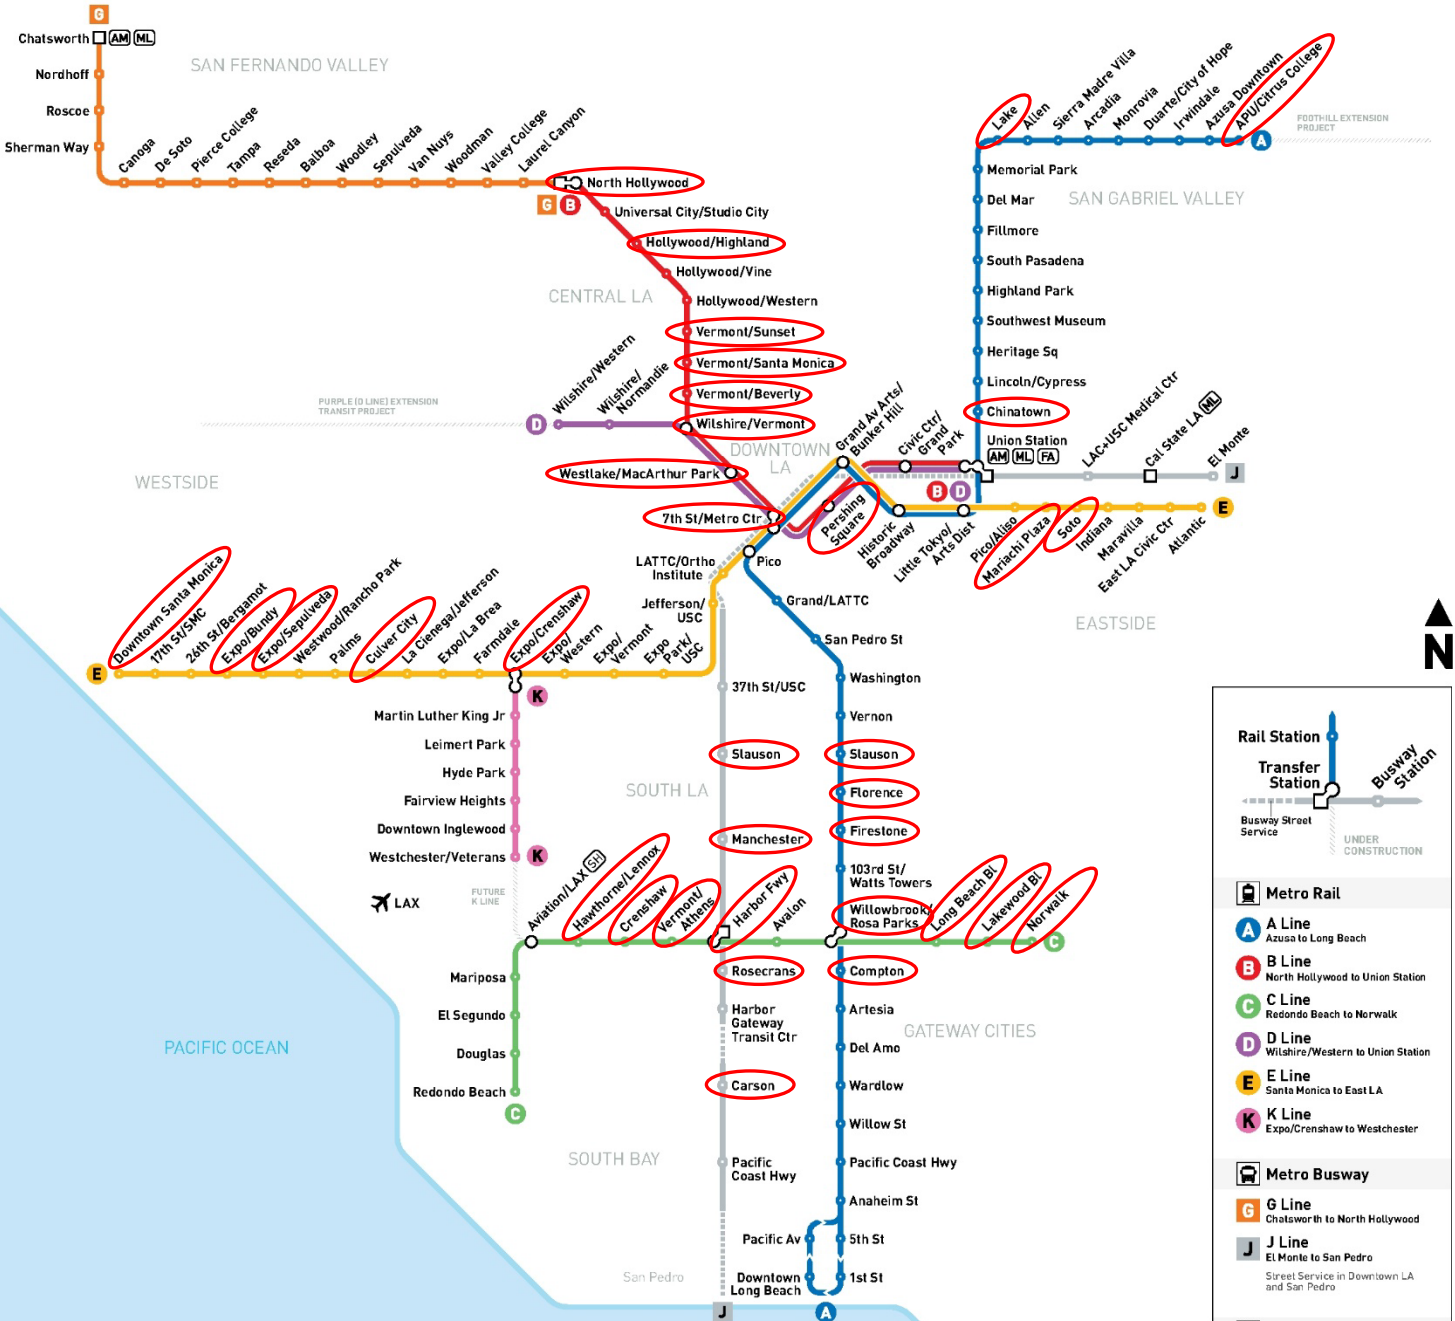 G
Chatsworth AM ML
Nordhoff
Roscoe
Sherman Way
SAN FERNANDO VALLEY
Canoga
De Soto
Pierce College
Tampa
Reseda
Balboa
Woodley
Sepulveda
Van Nuys
Woodman
Valley College
Laurel Canyon
North Hollywood
G B
Universal City/Studio City
Hollywood/Highland
Hollywood/Vine
CENTRAL LA
Hollywood/Western
Vermont/Sunset
Vermont/Santa Monica
Vermont/Beverly
Wilshire/Vermont
Wilshire/Western
Wilshire/
Normandie
PURPLE (D LINE) EXTENSION
TRANSIT PROJECT
D
WESTSIDE
Westlake/MacArthur Park
7th St/Metro Ctr
DOWNTOWN
LA
Lake
Allen
Sierra Madre Villa
Arcadia
Monrovia
Duarte/City of Hope
Irwindale
Azusa Downtown
APU/Citrus College
A
FOOTHILL EXTENSION
PROJECT
Memorial Park
Del Mar
SAN GABRIEL VALLEY
Fillmore
South Pasadena
Highland Park
Southwest Museum
Heritage Sq
Lincoln/Cypress
Chinatown
Union Station
AM ML FA
Grand Av Arts/
Bunker Hill
Civic Ctr/
Grand
Park
B D
LAC+USC Medical Ctr
Cal State LA ML
El Monte
J
Pershing
Square
Historic
Broadway
Little Tokyo/
Arts Dist
Pico/Aliso
Mariachi Plaza
Soto
Indiana
Maravilla
East LA Civic Ctr
Atlantic
E
EASTSIDE
N
LATTC/Ortho
Institute
Pico
Jefferson/
USC
Grand/LATTC
San Pedro St
E
Downtown Santa Monica
17th St/SMC
26th St/Bergamot
Expo/Bundy
Expo/Sepulveda
Westwood/Rancho Park
Palms
Culver City
La Cienega/Jefferson
Expo/La Brea
Farmdale
Expo/Crenshaw
Expo/
Western
Expo/
Vermont
Expo
Park/
USC
K
Martin Luther King Jr
Leimert Park
Hyde Park
Fairview Heights
Downtown Inglewood
Westchester/Veterans
K
FUTURE
K LINE
LAX
37th St/USC
Slauson
SOUTH LA
Manchester
Washington
Vernon
Slauson
Florence
Firestone
103rd St/
Watts Towers
Willowbrook/
Rosa Parks
Aviation/LAX SH
Hawthorne/Lennox
Crenshaw
Vermont/
Athens
Harbor Fwy
Avalon
Long Beach Bl
Lakewood Bl
Norwalk
C
Mariposa
El Segundo
Douglas
Redondo Beach
C
PACIFIC OCEAN
Rosecrans
Harbor
Gateway
Transit Ctr
Carson
Pacific
Coast Hwy
SOUTH BAY
San Pedro
J
Compton
Artesia
GATEWAY CITIES
Del Amo
Wardlow
Willow St
Pacific Coast Hwy
Anaheim St
Pacific Av
5th St
Downtown
Long Beach
1st St
A
Rail Station
Transfer
Station
Busway
Station
Busway Street
Service
UNDER
CONSTRUCTION
Metro Rail
A A Line
Azusa to Long Beach
B B Line
North Hollywood to Union Station
C C Line
Redondo Beach to Norwalk
D D Line
Wilshire/Western to Union Station
E E Line
Santa Monica to East LA
K K Line
Expo/Crenshaw to Westchester
Metro Busway
G G Line
Chatsworth to North Hollywood
J J Line
El Monte to San Pedro
Street Service in Downtown LA
and San Pedro